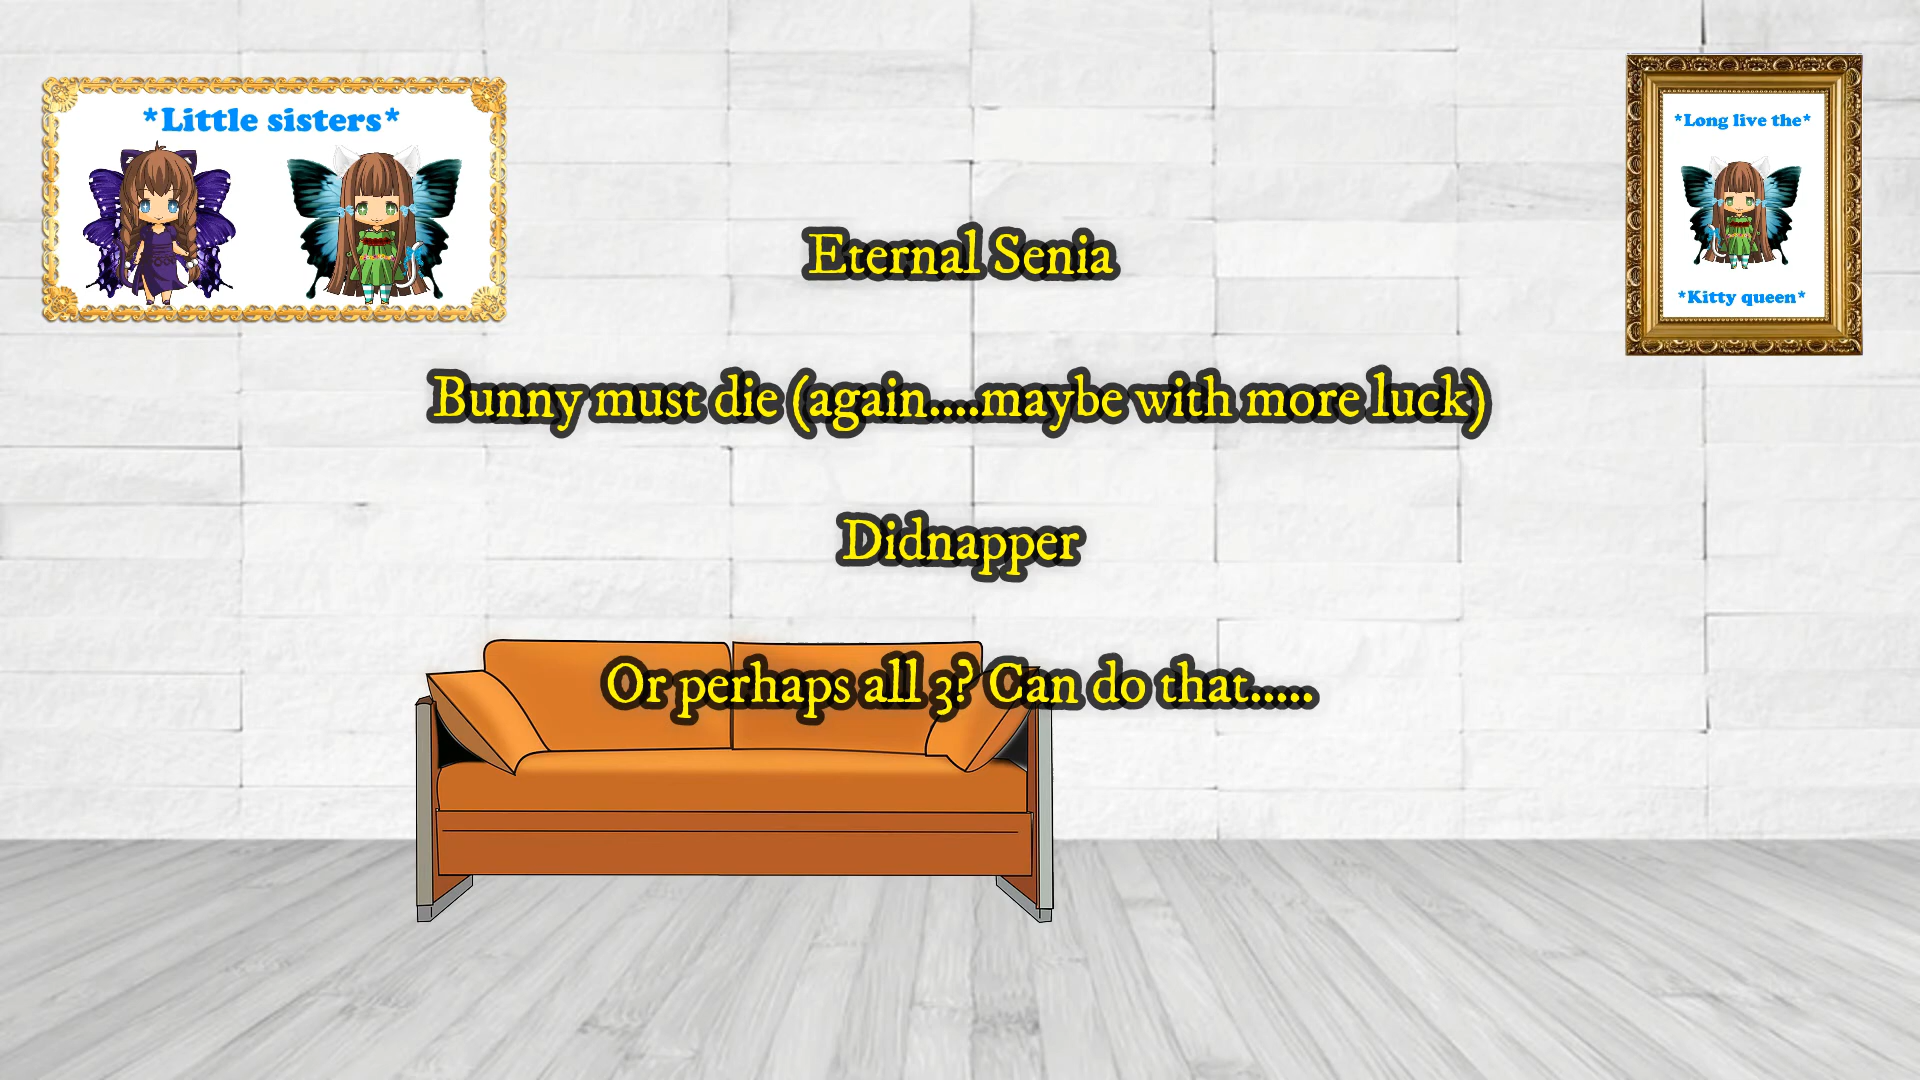 *Little sisters*
*Long live the*
*Kitty queen*
Eternal Senia
Bunny must die (again....maybe with more luck)
Didnapper
Or perhaps all 3? Can do that.....